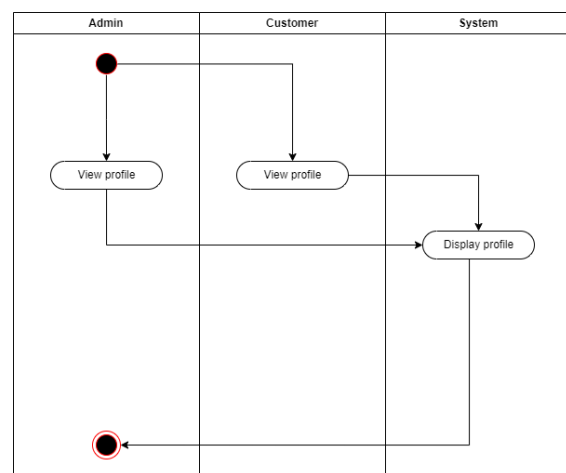 Admin
Customer
System
View profile
View profile
Display profile